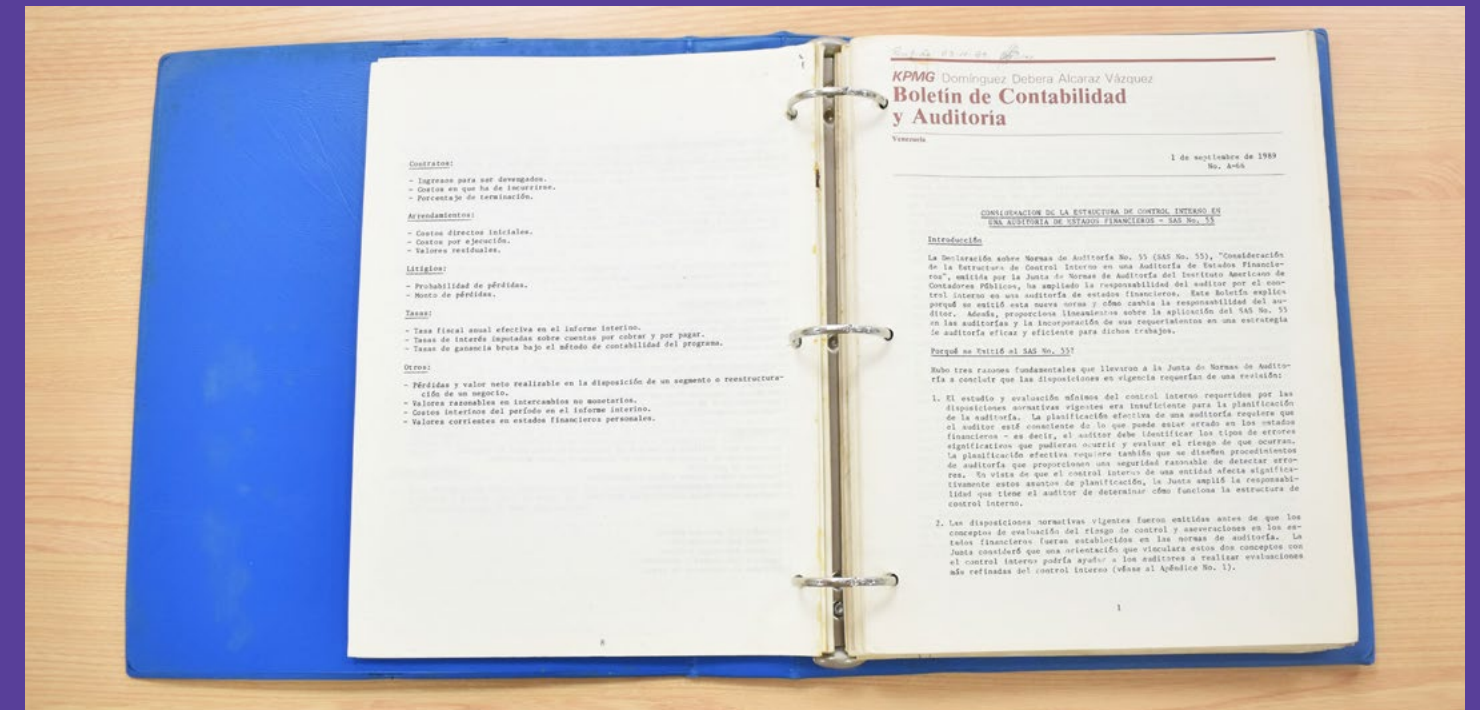 Contratos:
- Ingresos para ser devengados.
- Costos en que ha de incurrirse.
- Porcentaje de terminación.
Arrendamientos:
- Costos directos iniciales.
- Costos por ejecución.
- Valores residuales.
Litigios:
- Probabilidad de pérdidas.
- Monto de pérdidas.
Tasas:
- Tasa fiscal anual efectiva en el informe interino.
- Tasas de interés imputadas sobre cuentas por cobrar y por pagar.
- Tasas de ganancia bruta bajo el método de contabilidad del programa.
Otros:
- Pérdidas y valor neto realizable en la disposición de un segmento o reestructura-
ción de un negocio.
- Valores razonables en intercambios no monetarios.
- Costos interinos del período en el informe interino.
- Valores corrientes en estados financieros personales.
8
KPMG Domínguez Debera Alcaraz Vázquez
Boletín de Contabilidad
y Auditoría
Venezuela
1 de septiembre de 1989
No. A-66
CONSIDERACION DE LA ESTRUCTURA DE CONTROL INTERNO EN
UNA AUDITORIA DE ESTADOS FINANCIEROS - SAS No. 55
Introducción
La Declaración sobre Normas de Auditoría No. 55 (SAS No. 55), "Consideración
de la Estructura de Control Interno en una Auditoría de Estados Financie-
ros", emitida por la Junta de Normas de Auditoría del Instituto Americano de
Contadores Públicos, ha ampliado la responsabilidad del auditor por el con-
trol interno en una auditoría de estados financieros. Este Boletín explica
porqué se emitió esta nueva norma y cómo cambia la responsabilidad del au-
ditor. Además, proporciona lineamientos sobre la aplicación del SAS No. 55
en las auditorías y la incorporación de sus requerimientos en una estrategia
de auditoría eficaz y eficiente para dichos trabajos.
Porqué se Emitió el SAS No. 55?
Hubo tres razones fundamentales que llevaron a la Junta de Normas de Audito-
ría a concluir que las disposiciones en vigencia requerían de una revisión:
1. El estudio y evaluación mínimos del control interno requeridos por las
disposiciones normativas vigentes era insuficiente para la planificación
de la auditoría. La planificación efectiva de una auditoría requiere que
el auditor esté consciente de lo que puede estar errado en los estados
financieros - es decir, el auditor debe identificar los tipos de errores
significativos que pudieran ocurrir y evaluar el riesgo de que ocurran.
La planificación efectiva requiere también que se diseñen procedimientos
de auditoría que proporcionen una seguridad razonable de detectar erro-
res. En vista de que el control interno de una entidad afecta significa-
tivamente estos asuntos de planificación, la Junta amplió la responsabi-
lidad que tiene el auditor de determinar cómo funciona la estructura de
control interno.
2. Las disposiciones normativas vigentes fueron emitidas antes de que los
conceptos de evaluación del riesgo de control y aseveraciones en los es-
tados financieros fueran establecidos en las normas de auditoría. La
Junta consideró que una orientación que vinculara estos dos conceptos con
el control interno podría ayudar a los auditores a realizar evaluaciones
más refinadas del control interno (véase al Apéndice No. 1).
1